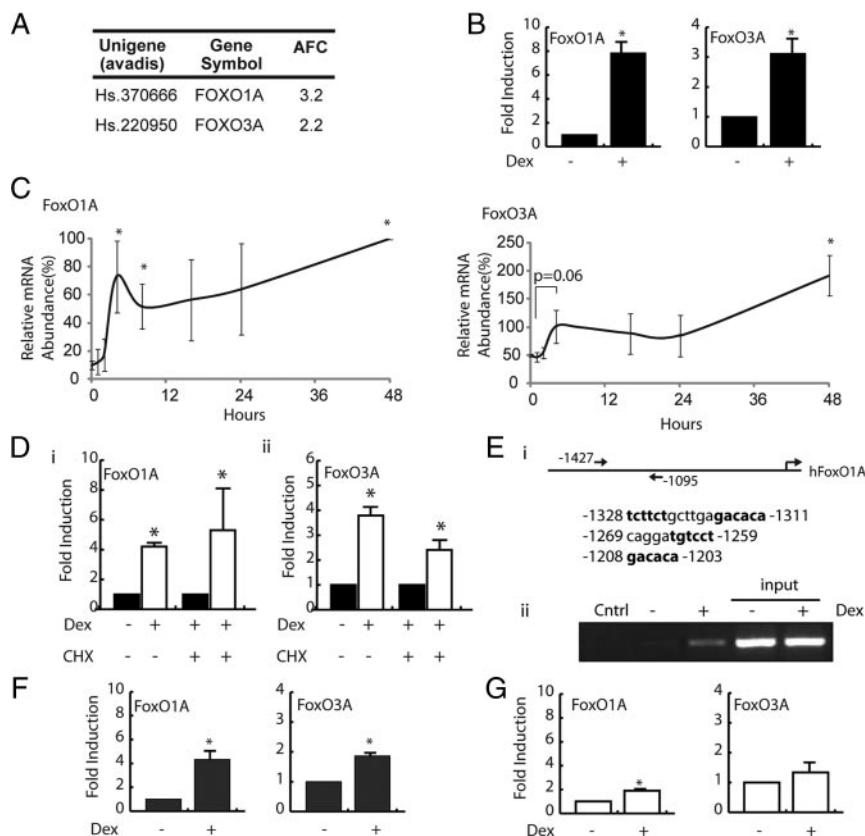 A
Unigene (avadis) Gene Symbol AFC
Hs.370666 FOXO1A 3.2
Hs.220950 FOXO3A 2.2
B
FoxO1A
Fold Induction
10
8
6
4
2
0
Dex - +
FoxO3A
*
4
3
2
1
0
- +
*
C
FoxO1A
Relative mRNA Abundance(%)
100
80
60
40
20
0
* * *
0 12 24 36 48
Hours
FoxO3A
Relative mRNA Abundance(%)
250
200
150
100
50
0
p=0.06
*
0 12 24 36 48
Hours
D
i
FoxO1A
Fold Induction
10
8
6
4
2
0
* *
Dex - + - +
CHX - - + +
ii
FoxO3A
Fold Induction
6
5
4
3
2
1
0
* *
- + + +
- - + +
E
i
-1427
-1095
hFoxO1A
-1328 tcttctgcttgagacaca -1311
-1269 caggatgtcct -1259
-1208 gacaca -1203
ii
input
Cntrl - + - + Dex
F
FoxO1A
Fold Induction
10
8
6
4
2
0
*
Dex - +
FoxO3A
4
3
2
1
0
*
- +
G
FoxO1A
Fold Induction
10
8
6
4
2
0
*
Dex - +
FoxO3A
4
3
2
1
0
- +